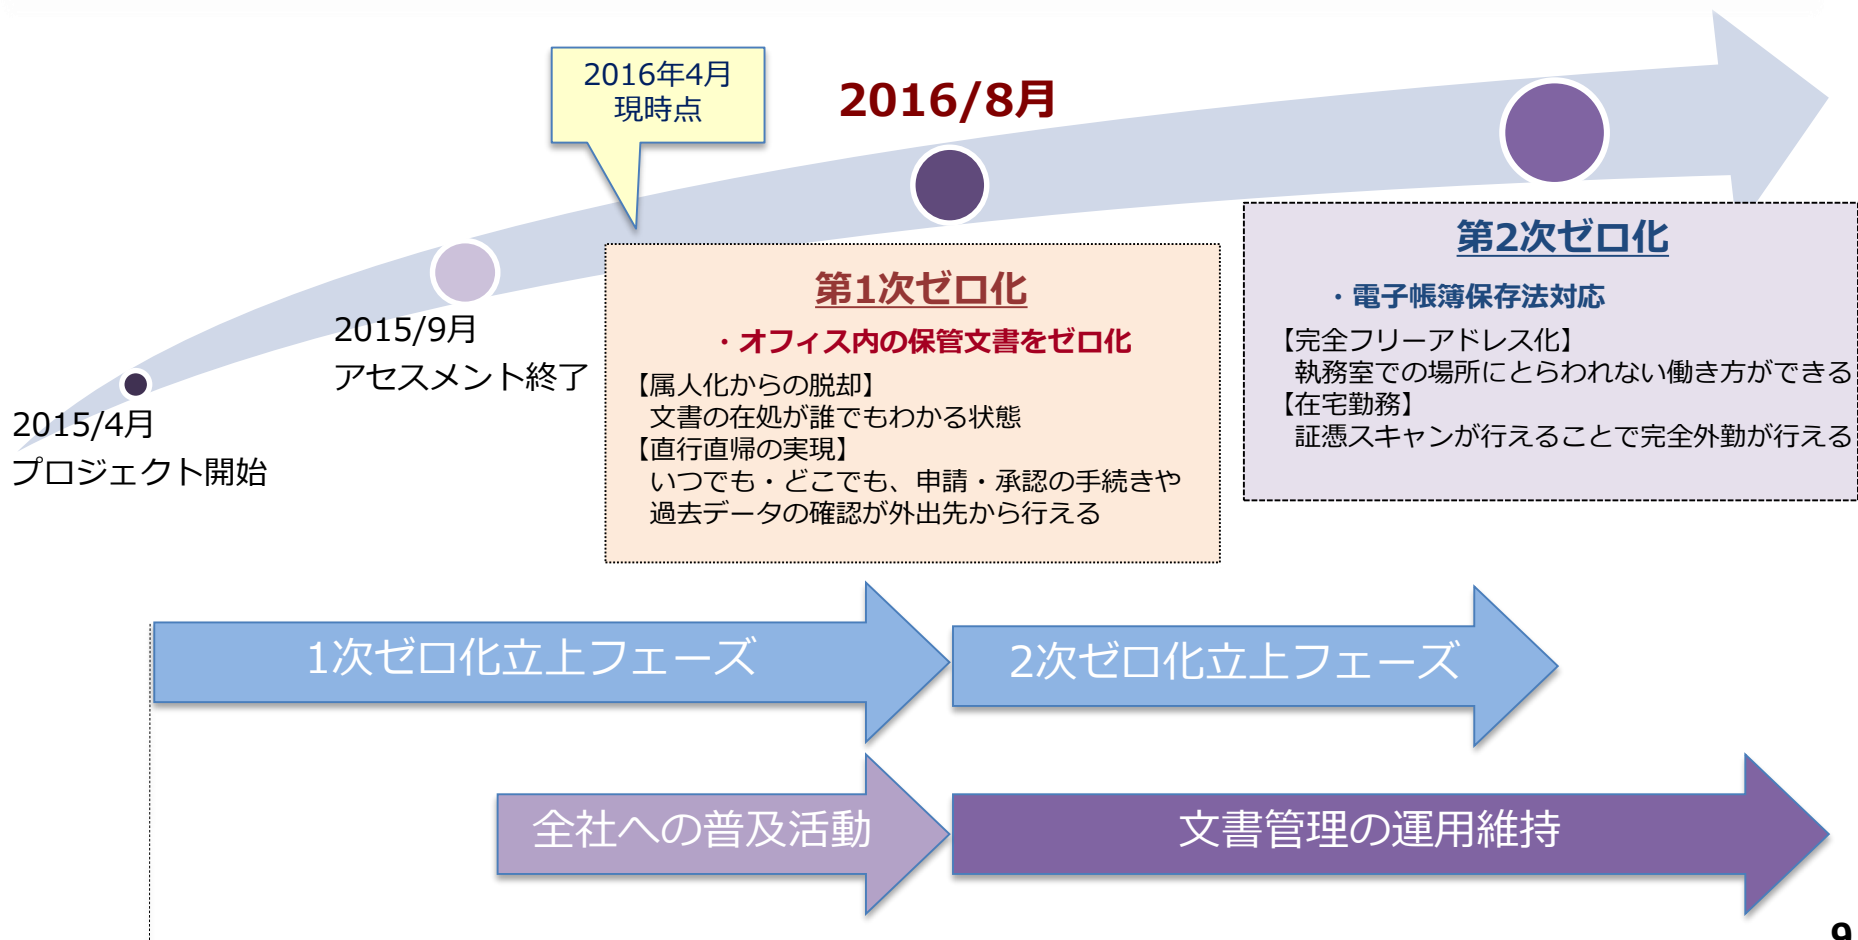 2016年4月
現時点
2016/8月
2015/9月
アセスメント終了
2015/4月
プロジェクト開始
第1次ゼロ化
・オフィス内の保管文書をゼロ化
【属人化からの脱却】
文書の在処が誰でもわかる状態
【直行直帰の実現】
いつでも・どこでも、申請・承認の手続きや
過去データの確認が外出先から行える
第2次ゼロ化
・電子帳簿保存法対応
【完全フリーアドレス化】
執務室での場所にとらわれない働き方ができる
【在宅勤務】
証憑スキャンが行えることで完全外勤が行える
1次ゼロ化立上フェーズ
2次ゼロ化立上フェーズ
全社への普及活動
文書管理の運用維持
9